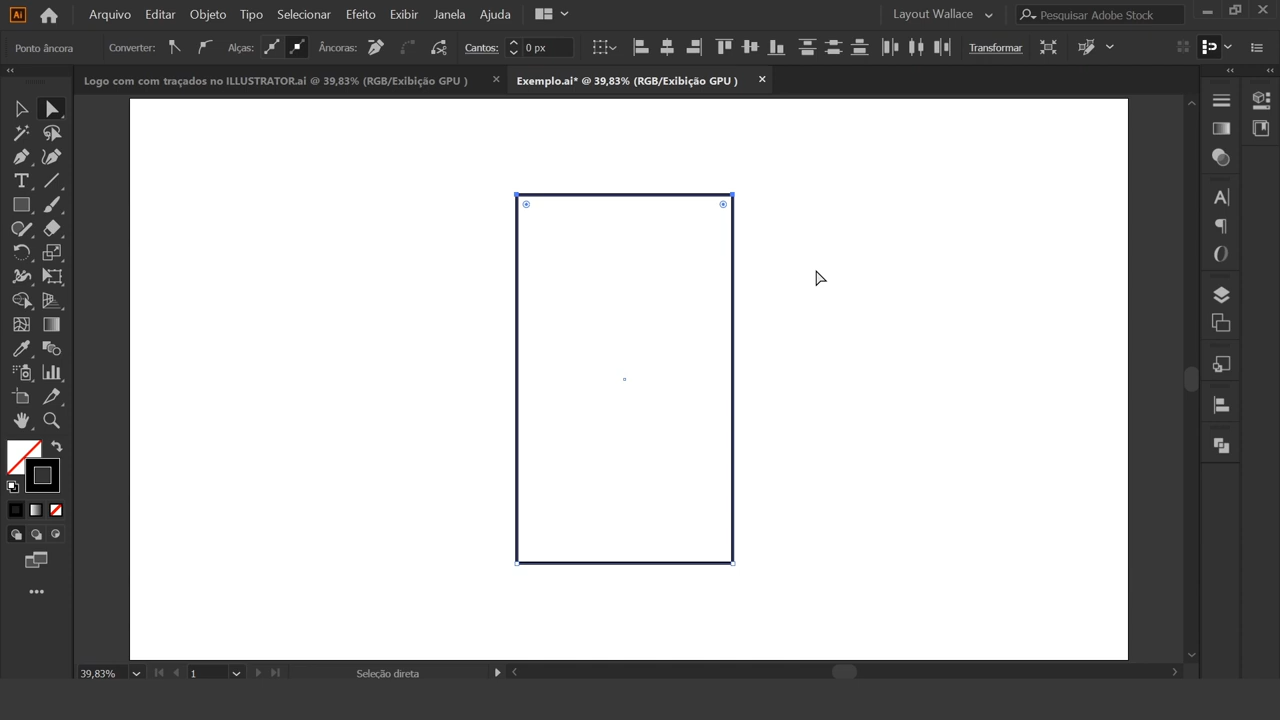 Ai Arquivo Editar Objeto Tipo Selecionar Efeito Exibir Janela Ajuda Layout Wallace Pesquisar Adobe Stock
Ponto âncora Converter: Alças: Âncoras: Cantos: 0 px Transformar
Logo com com traçados no ILLUSTRATOR.ai @ 39,83% (RGB/Exibição GPU ) × Exemplo.ai* @ 39,83% (RGB/Exibição GPU ) ×
39,83% 1 Seleção direta